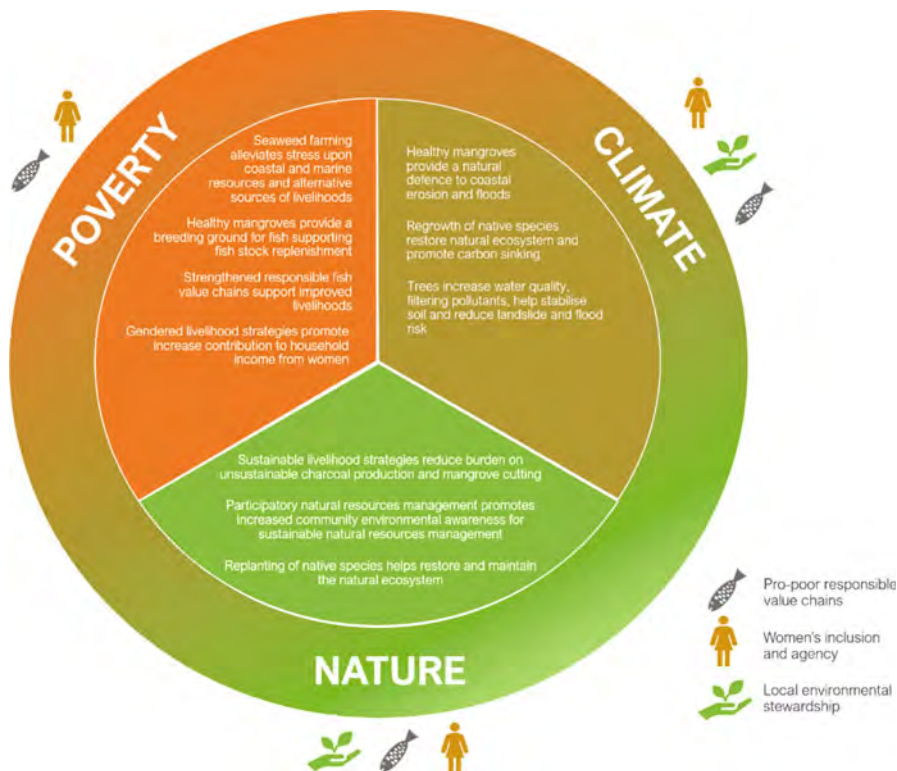 POVERTY
Seaweed farming
alleviates stress upon
coastal and marine
resources and alternative
sources of livelihoods
Healthy mangroves provide a
breeding ground for fish supporting
fish stock replenishment
Strengthened responsible fish
value chains support improved
livelihoods
Gendered livelihood strategies promote
increase contribution to household
income from women
CLIMATE
Healthy mangroves
provide a natural
defence to coastal
erosion and floods
Regrowth of native species
restore natural ecosystem and
promote carbon sinking
Trees increase water quality,
filtering pollutants, help stabilise
soil and reduce landslide and flood
risk
Sustainable livelihood strategies reduce burden on
unsustainable charcoal production and mangrove cutting
Participatory natural resources management promotes
increased community environmental awareness for
sustainable natural resources management
Replanting of native species helps restore and maintain
the natural ecosystem
NATURE
Pro-poor responsible
value chains
Women's inclusion
and agency
Local environmental
stewardship